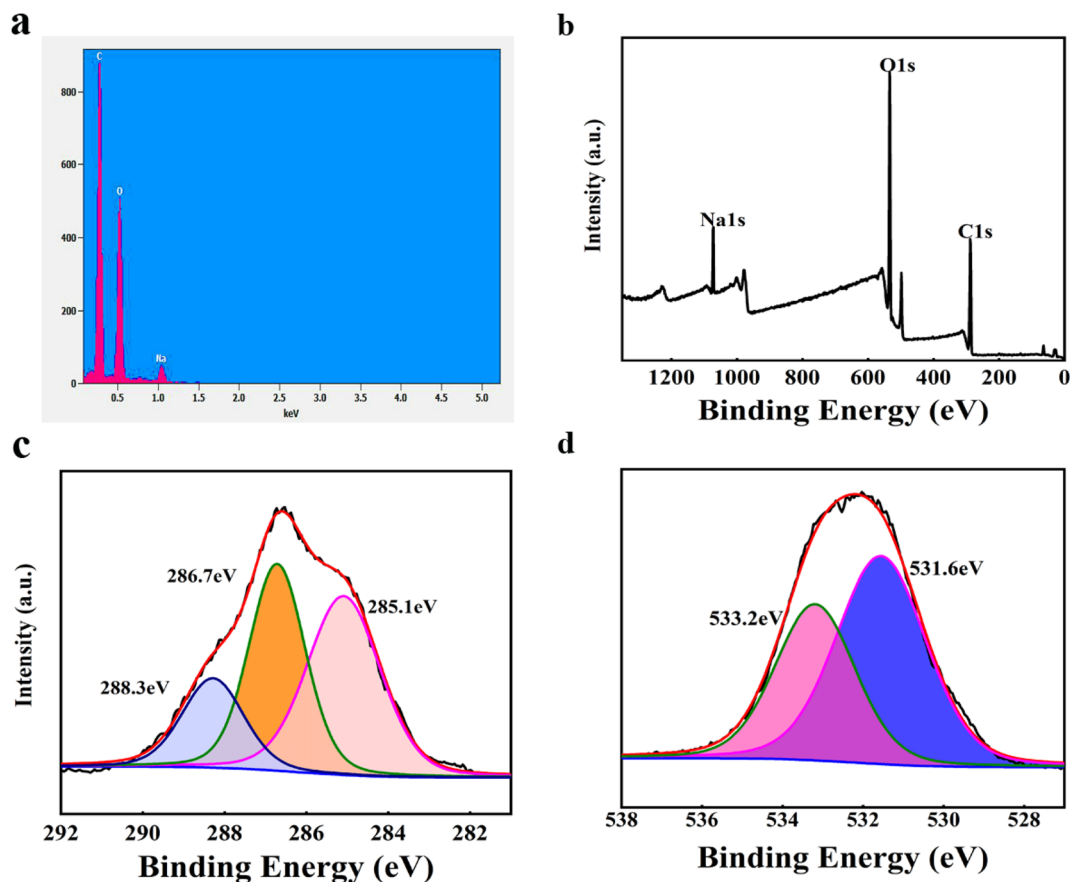 a
C
O
Na
800
600
400
200
0
0.5 1.0 1.5 2.0 2.5 3.0 3.5 4.0 4.5 5.0
keV
b
O1s
Na1s
C1s
Intensity (a.u.)
1200 1000 800 600 400 200 0
Binding Energy (eV)
c
286.7eV
285.1eV
288.3eV
Intensity (a.u.)
292 290 288 286 284 282
Binding Energy (eV)
d
531.6eV
533.2eV
Intensity (a.u.)
538 536 534 532 530 528
Binding Energy (eV)